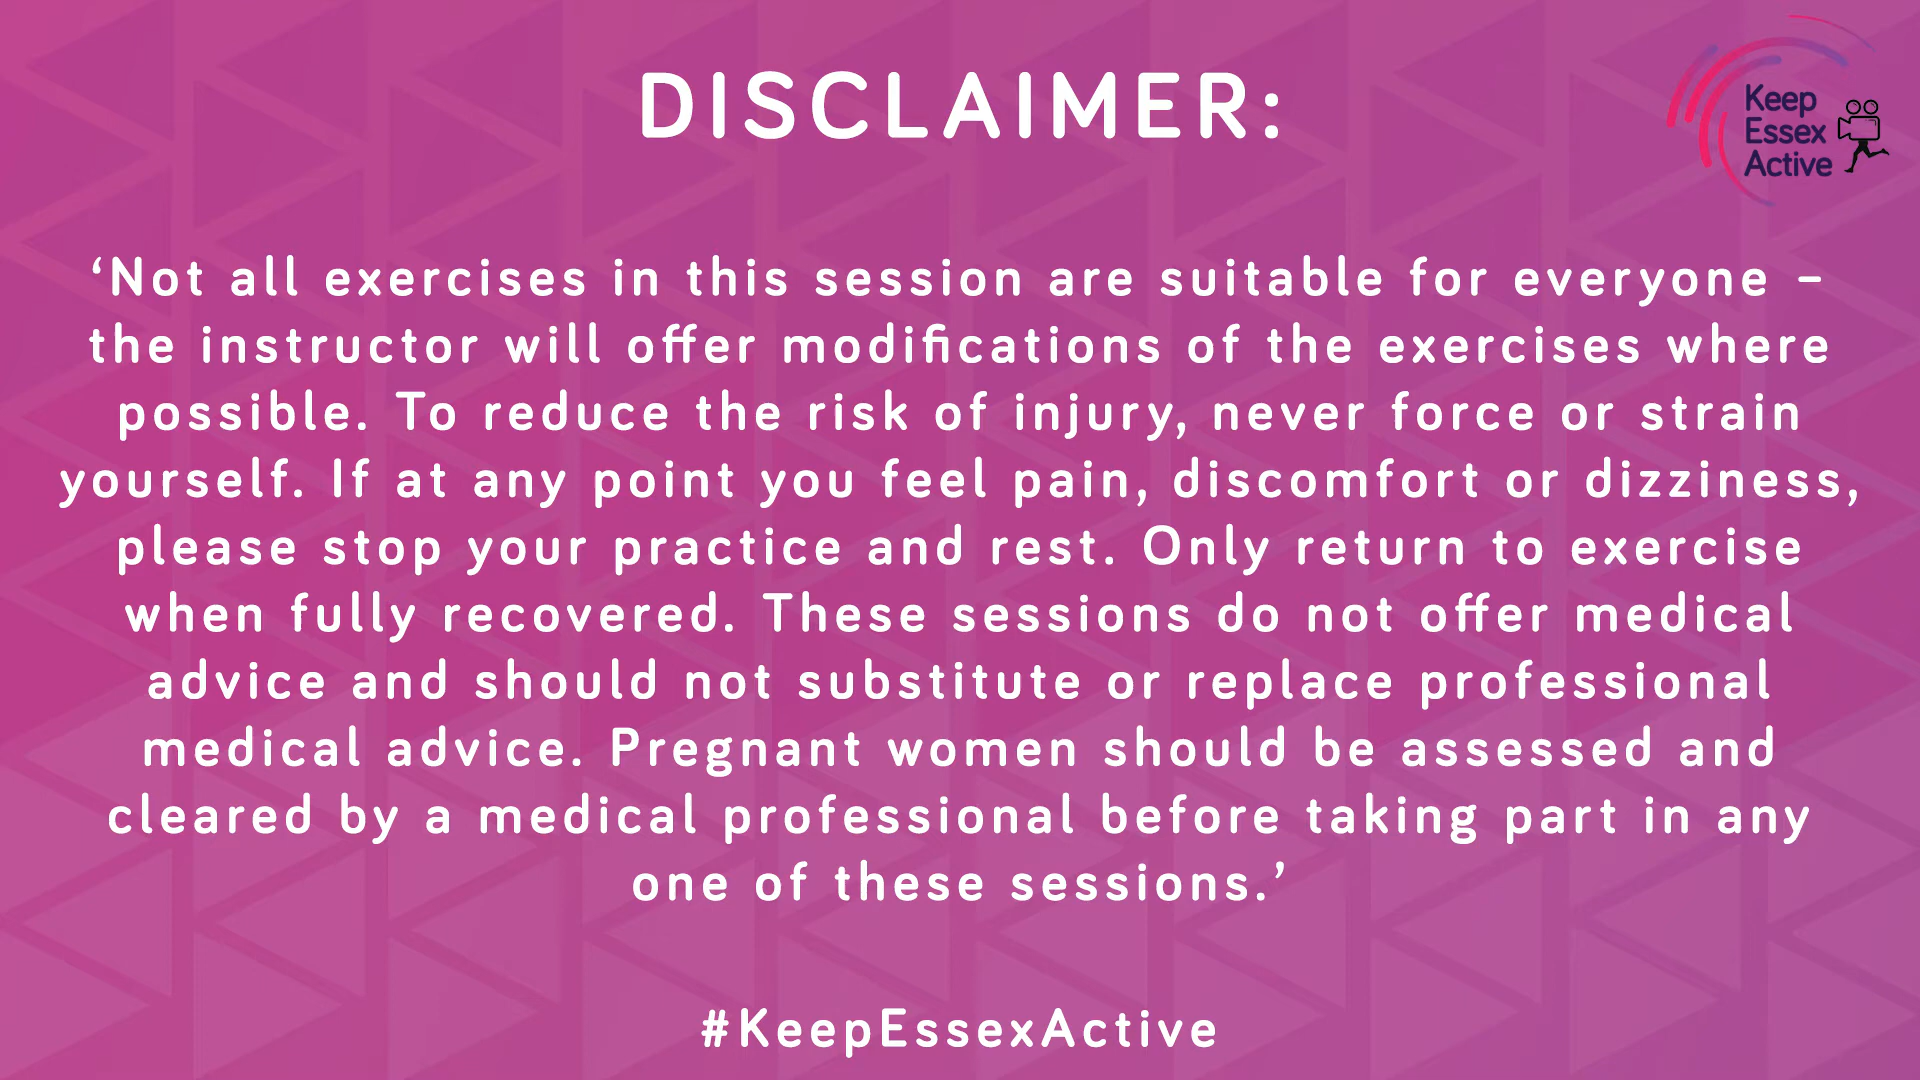 DISCLAIMER:
Keep
Essex
Active
‘Not all exercises in this session are suitable for everyone –
the instructor will offer modifications of the exercises where
possible. To reduce the risk of injury, never force or strain
yourself. If at any point you feel pain, discomfort or dizziness,
please stop your practice and rest. Only return to exercise
when fully recovered. These sessions do not offer medical
advice and should not substitute or replace professional
medical advice. Pregnant women should be assessed and
cleared by a medical professional before taking part in any
one of these sessions.’
#KeepEssexActive